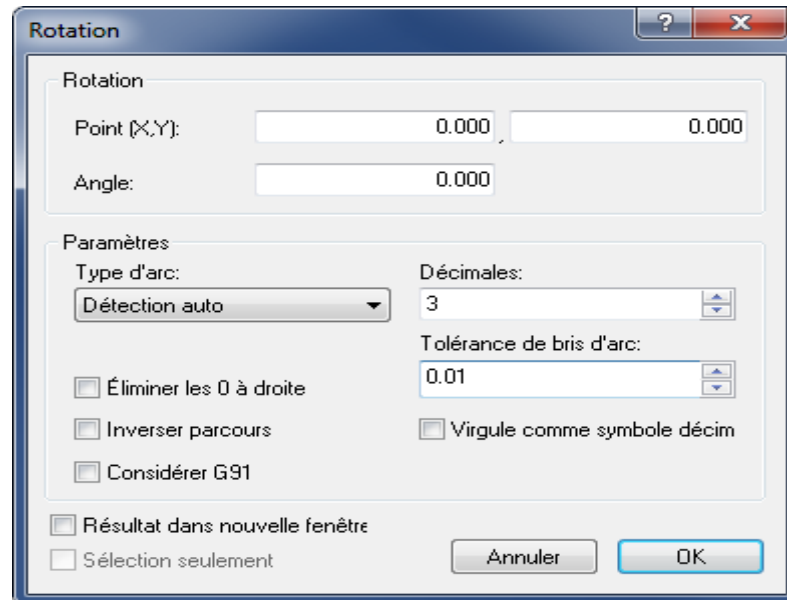 Rotation
?
Rotation
Point (X,Y): 0.000 , 0.000
Angle: 0.000
Paramètres
Type d'arc:
Détection auto
Décimales:
3
Tolérance de bris d'arc:
0.01
Éliminer les 0 à droite
Inverser parcours
Virgule comme symbole décim
Considérer G91
Résultat dans nouvelle fenêtre
Sélection seulement
Annuler
OK